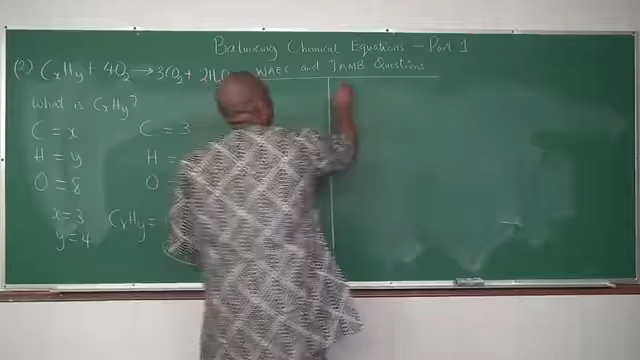 Balancing Chemical Equations - Part 1
WAEC and JAMB Questions
(2) CxHy + 4O2 → 3CO2 + 2H2O
What is CxHy?
C = x C = 3
H = y H =
O = 8 O =
x = 3 CxHy =
y = 4